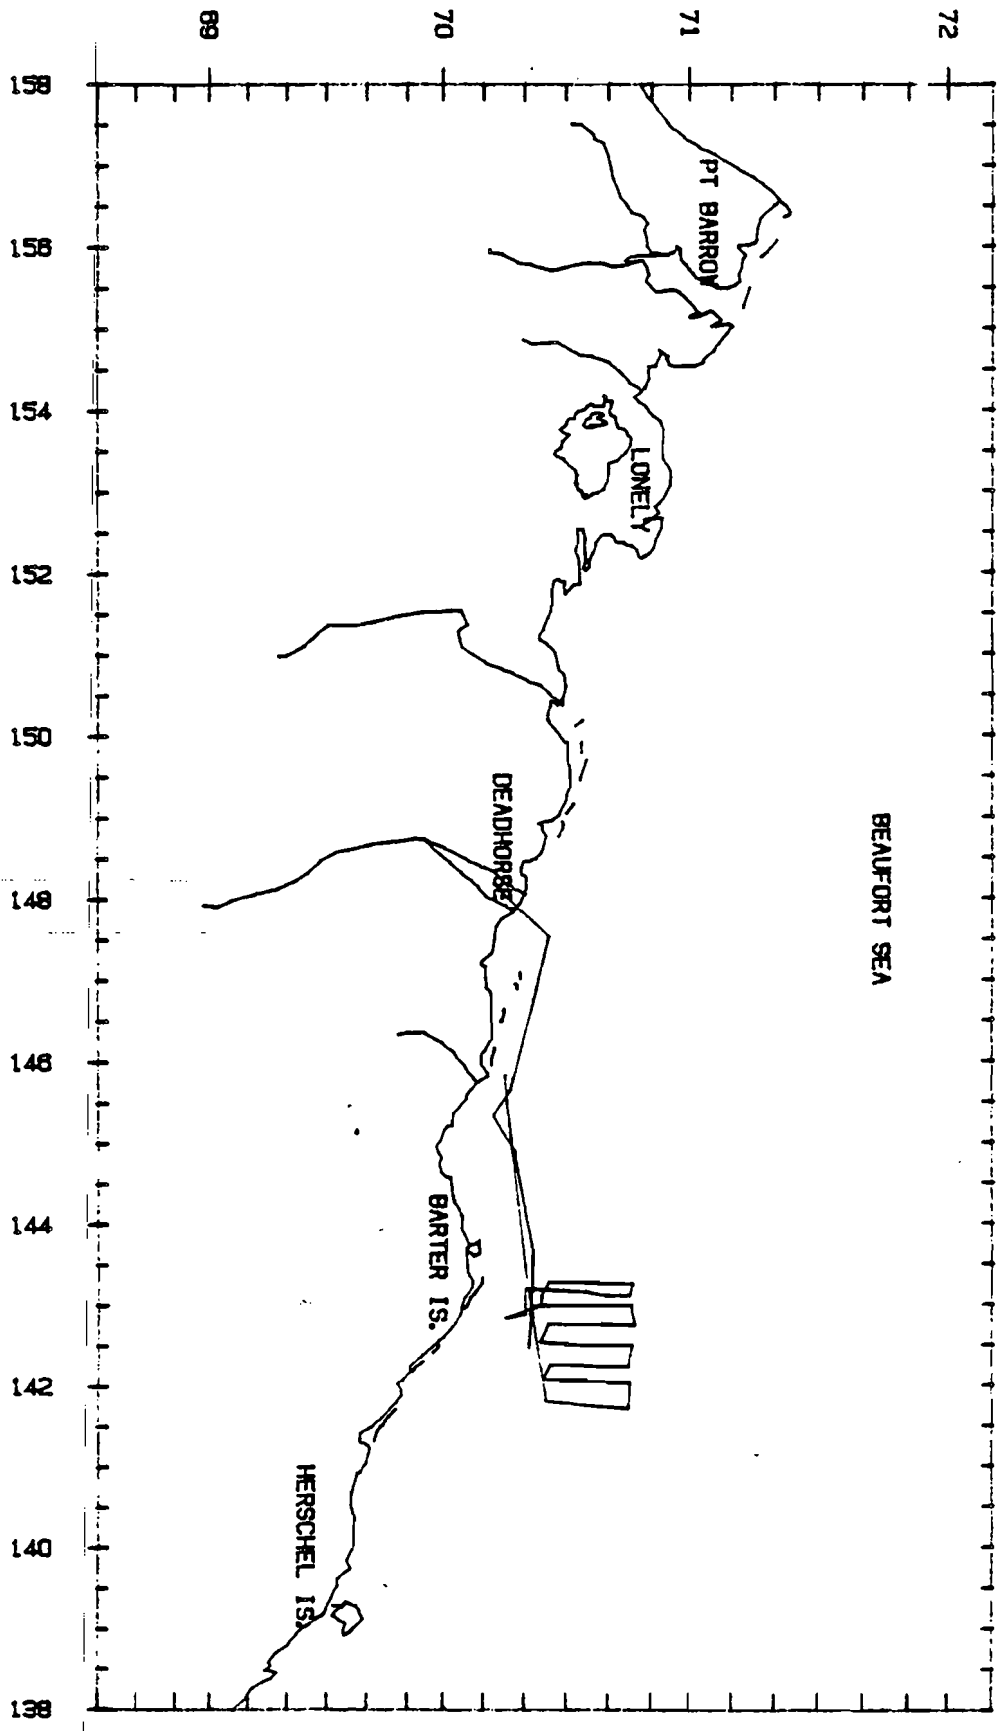 69
70
71
72
158
156
154
152
150
148
146
144
142
140
138
PT BARROW
LONELY
DEADHORSE
BEAUFORT SEA
BARTER IS.
HERSCHEL IS.